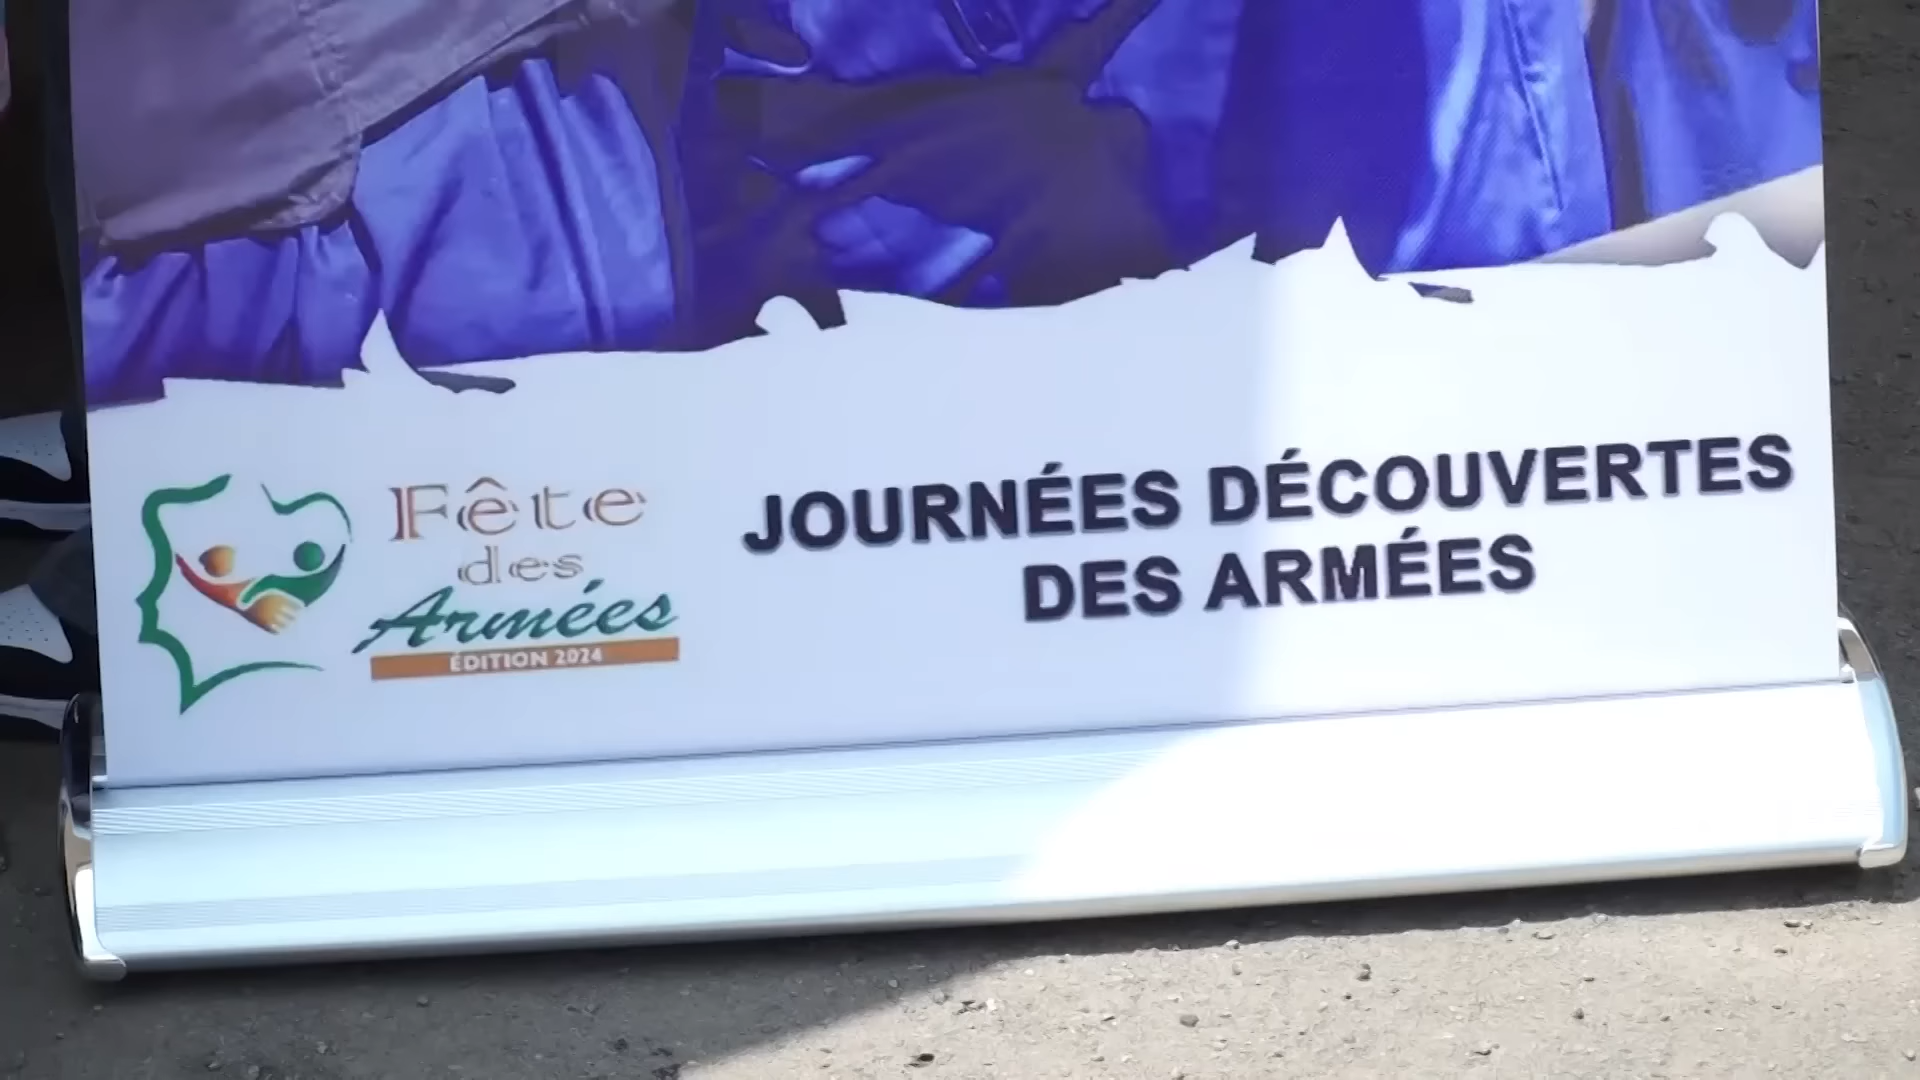 Fête
des
Armées
ÉDITION 2024
JOURNÉES DÉCOUVERTES
DES ARMÉES